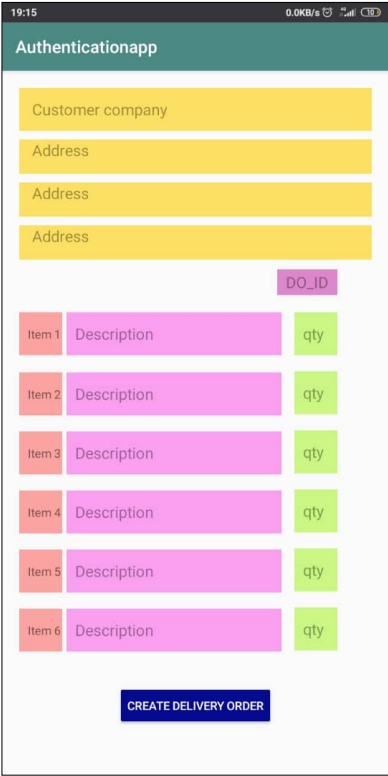 19:15 0.0KB/s 4G 10
Authenticationapp
Customer company
Address
Address
Address
DO_ID
Item 1 Description qty
Item 2 Description qty
Item 3 Description qty
Item 4 Description qty
Item 5 Description qty
Item 6 Description qty
CREATE DELIVERY ORDER